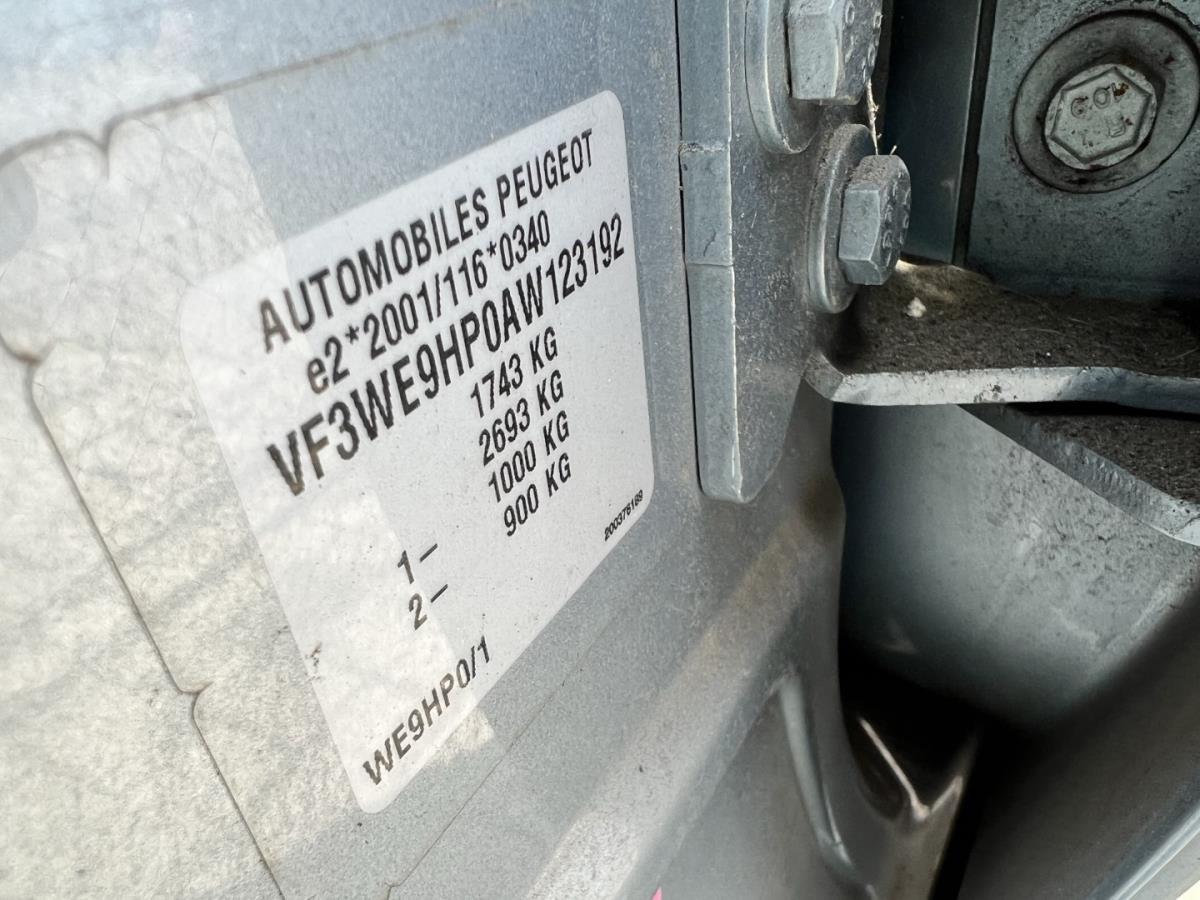 AUTOMOBILES PEUGEOT
e2*2001/116*0340
VF3WE9HP0AW123192
1743 KG
2693 KG
1- 1000 KG
2- 900 KG
200376189
WE9HP0/1